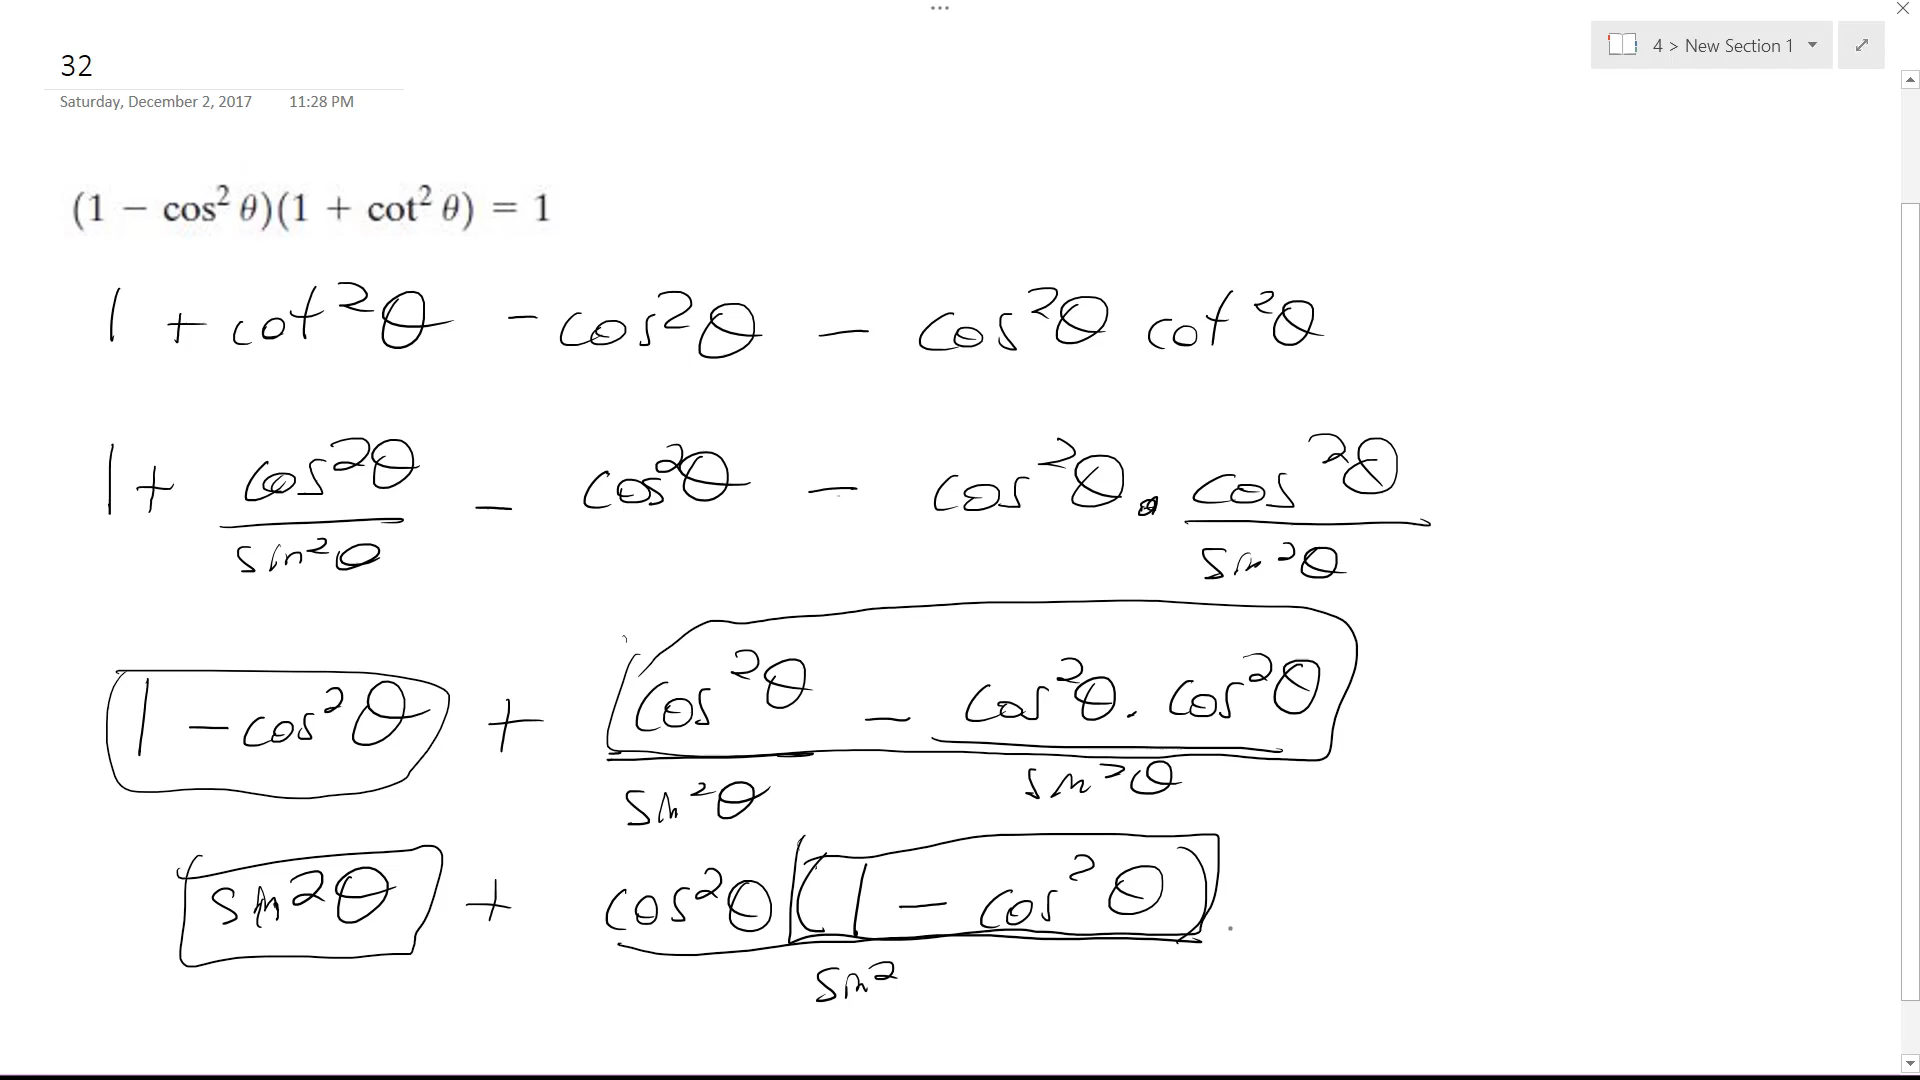 4 > New Section 1
32
Saturday, December 2, 2017 11:28 PM
(1 − cos² θ)(1 + cot² θ) = 1
1 + cot²θ − cos²θ − cos²θ cot²θ
1 + cos²θ/sin²θ − cos²θ − cos²θ · cos²θ/sin²θ
1 − cos²θ + cos²θ/sin²θ − cos²θ · cos²θ/sin²θ
sin²θ + cos²θ(1 − cos²θ)/sin²